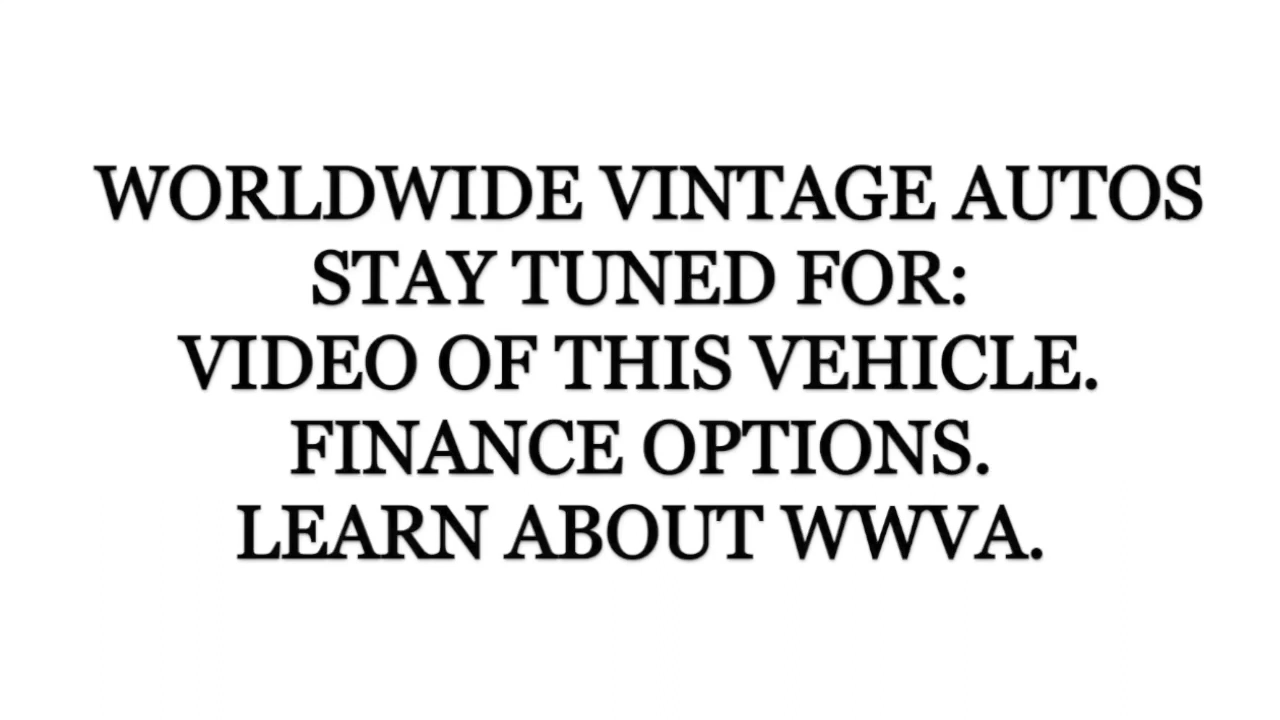 WORLDWIDE VINTAGE AUTOS
STAY TUNED FOR:
VIDEO OF THIS VEHICLE.
FINANCE OPTIONS.
LEARN ABOUT WWVA.